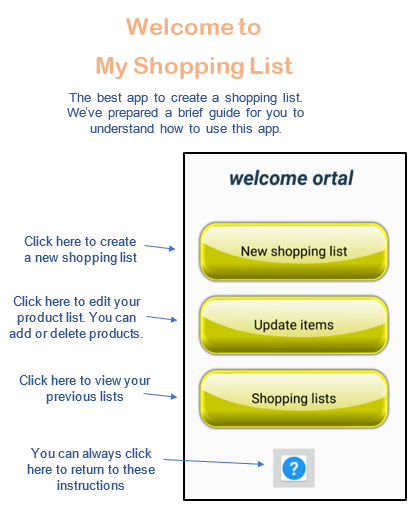 Welcome to
My Shopping List
The best app to create a shopping list.
We've prepared a brief guide for you to
understand how to use this app.
welcome ortal
Click here to create
a new shopping list
New shopping list
Click here to edit your
product list. You can
add or delete products.
Update items
Click here to view your
previous lists
Shopping lists
You can always click
here to return to these
instructions
?